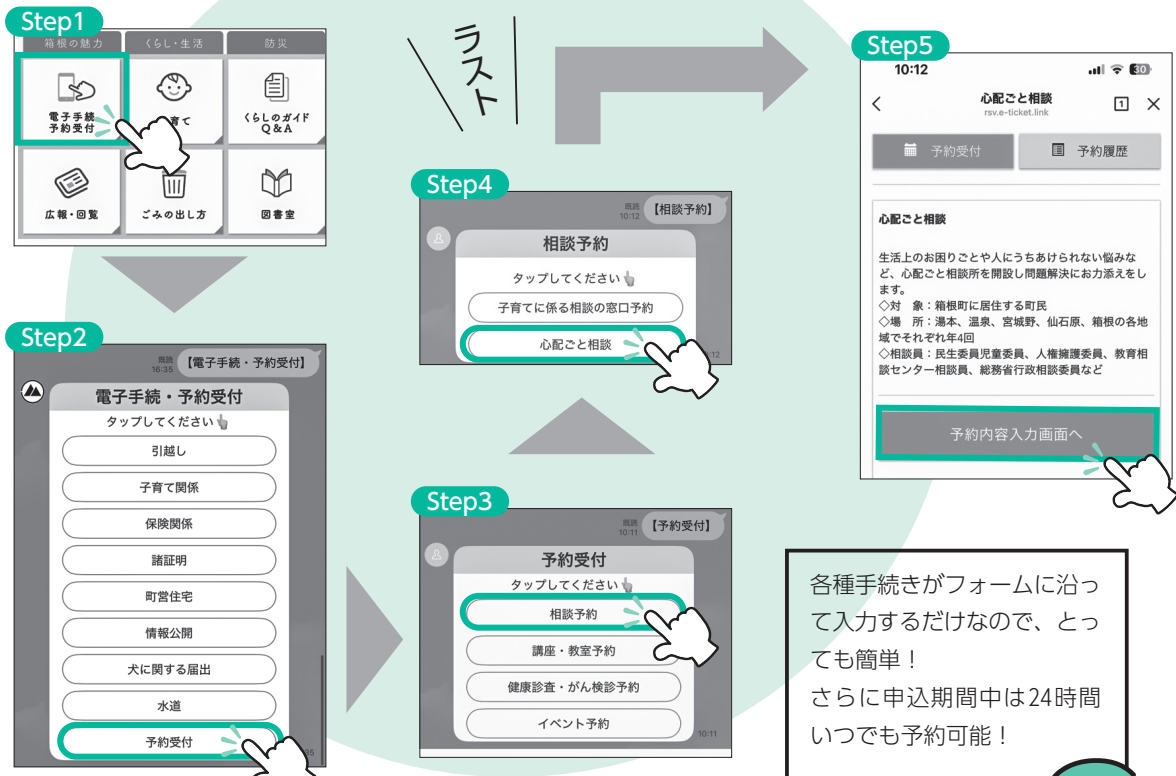 Step1
箱根の魅力
くらし・生活
防災
電子手続
予約受付
育て
くらしのガイド
Q&A
広報・回覧
ごみの出し方
図書室
Step2
既読
16:35
【電子手続・予約受付】
電子手続・予約受付
タップしてください👆
引越し
子育て関係
保険関係
諸証明
町営住宅
情報公開
犬に関する届出
水道
予約受付
Step3
既読
10:11
【予約受付】
予約受付
タップしてください👆
相談予約
講座・教室予約
健康診査・がん検診予約
イベント予約
10:11
Step4
既読
10:12
【相談予約】
相談予約
タップしてください👆
子育てに係る相談の窓口予約
心配ごと相談
ラスト
Step5
10:12
30
心配ごと相談
rsv.e-ticket.link
1
予約受付
予約履歴
心配ごと相談
生活上のお困りごとや人にうちあけられない悩みな
ど、心配ごと相談所を開設し問題解決にお力添えをし
ます。
◇対　象：箱根町に居住する町民
◇場　所：湯本、温泉、宮城野、仙石原、箱根の各地
域でそれぞれ年4回
◇相談員：民生委員児童委員、人権擁護委員、教育相
談センター相談員、総務省行政相談委員など
予約内容入力画面へ
各種手続きがフォームに沿っ
て入力するだけなので、とっ
ても簡単！
さらに申込期間中は24時間
いつでも予約可能！